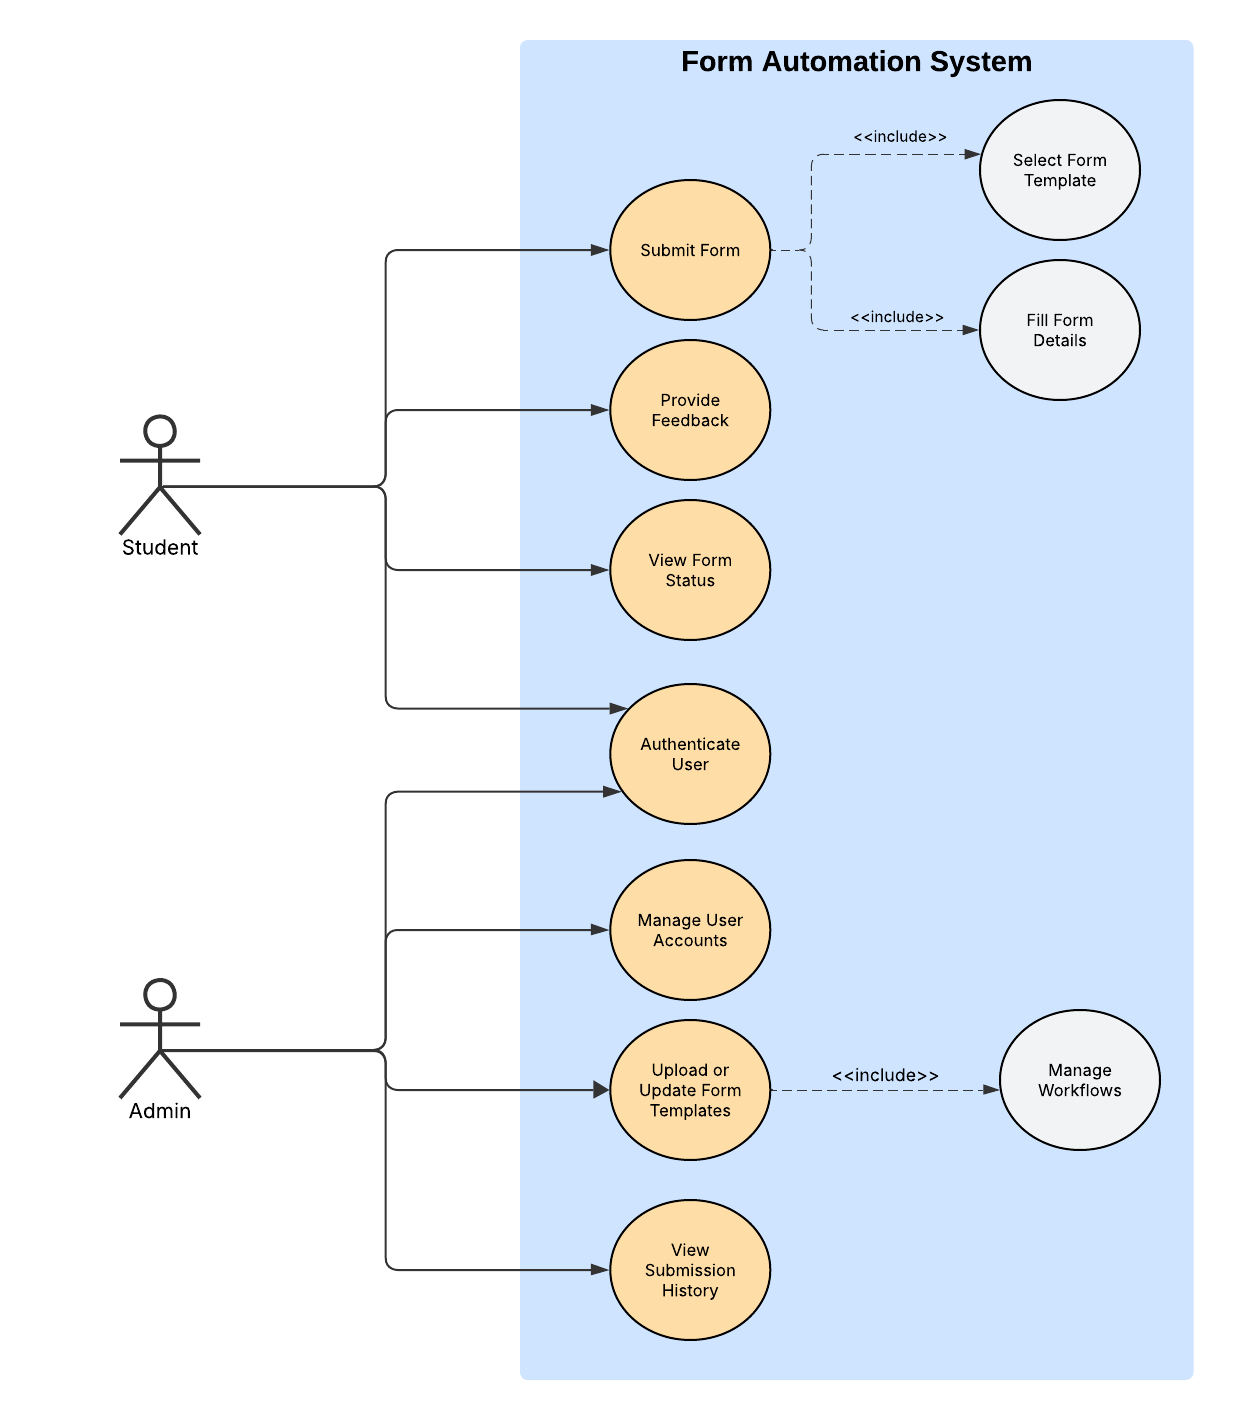 Form Automation System
<<include>>
Select Form
Template
Submit Form
<<include>>
Fill Form
Details
Provide
Feedback
Student
View Form
Status
Authenticate
User
Manage User
Accounts
Admin
Upload or
Update Form
Templates
<<include>>
Manage
Workflows
View
Submission
History